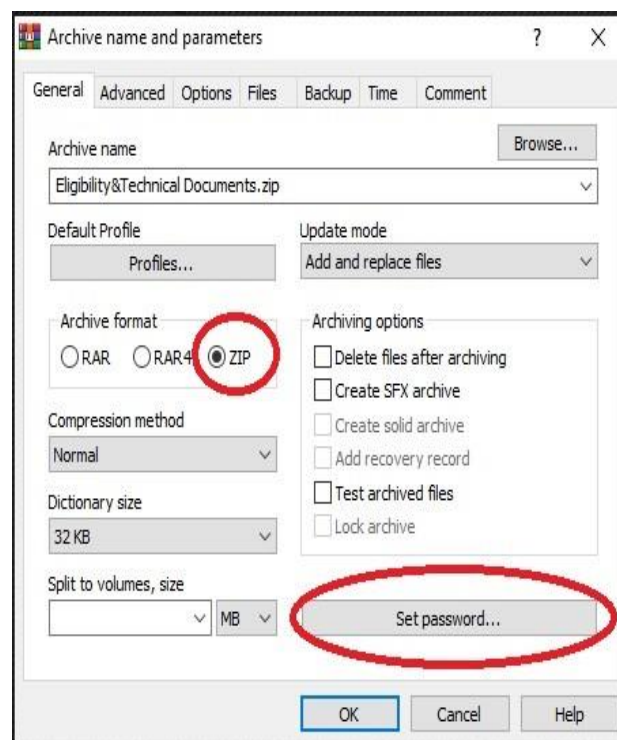 Archive name and parameters ? X
General Advanced Options Files Backup Time Comment
Archive name
Browse...
Eligibility&Technical Documents.zip
Default Profile
Profiles...
Update mode
Add and replace files
Archive format
RAR RAR4 ZIP
Compression method
Normal
Dictionary size
32 KB
Split to volumes, size
MB
Archiving options
Delete files after archiving
Create SFX archive
Create solid archive
Add recovery record
Test archived files
Lock archive
Set password...
OK Cancel Help